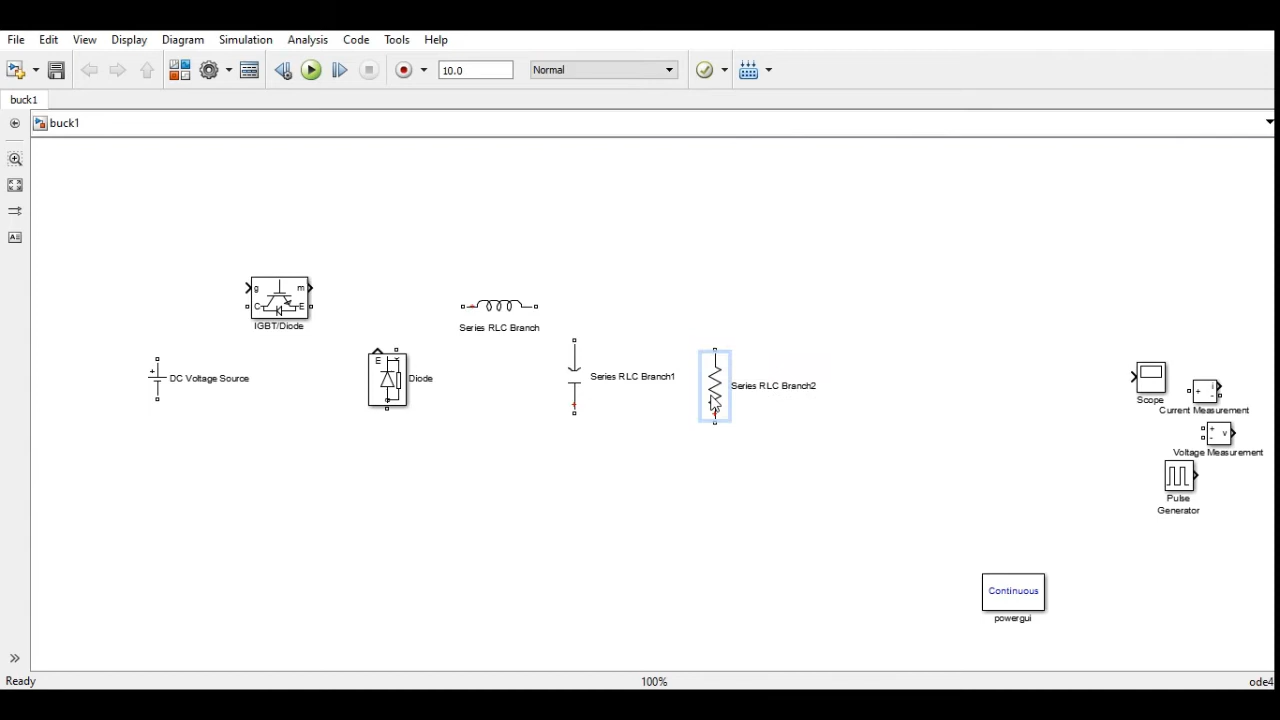 File Edit View Display Diagram Simulation Analysis Code Tools Help
10.0 Normal
buck1
buck1
g m
C E
IGBT/Diode
Series RLC Branch
DC Voltage Source
Diode
Series RLC Branch1
Series RLC Branch2
Scope
i
Current Measurement
v
Voltage Measurement
Pulse
Generator
Continuous
powergui
Ready 100% ode4